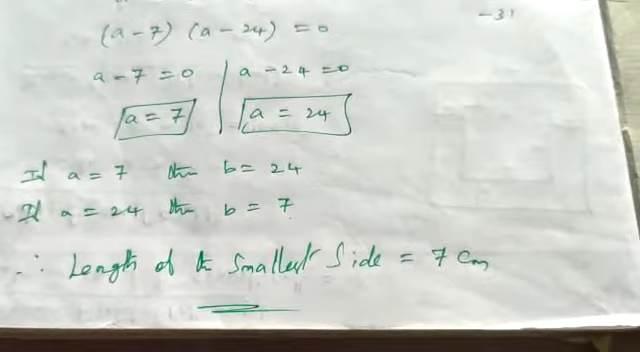 -31
(a-7) (a-24) = 0
a-7=0 | a-24=0
a=7 | a = 24
If a=7 then b=24
If a=24 then b=7
∴ Length of the Smallest Side = 7 cm